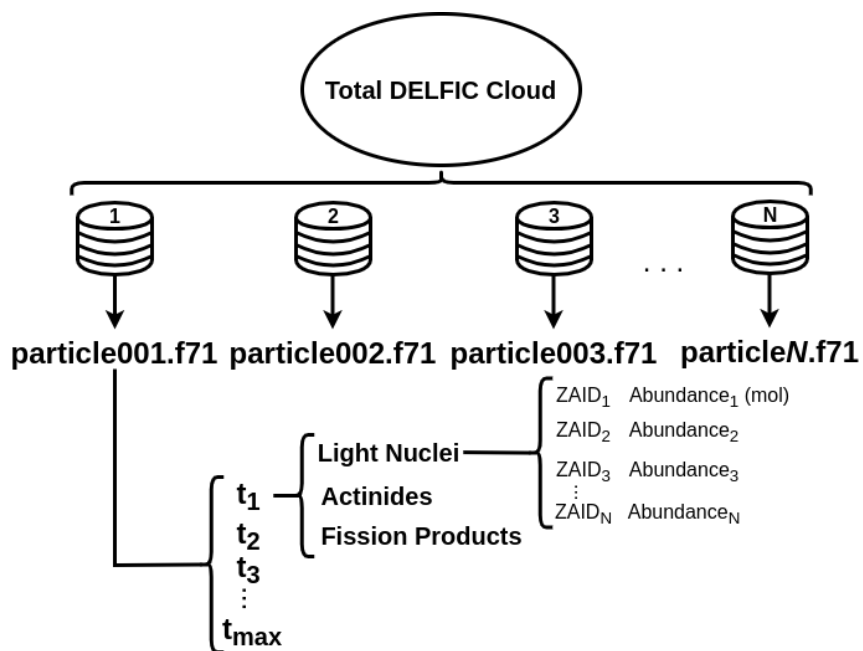 Total DELFIC Cloud
1 2 3 N
. . .
particle001.f71 particle002.f71 particle003.f71 particleN.f71
ZAID1 Abundance1 (mol)
ZAID2 Abundance2
ZAID3 Abundance3
⋮
ZAIDN AbundanceN
Light Nuclei
Actinides
Fission Products
t1
t2
t3
⋮
tmax